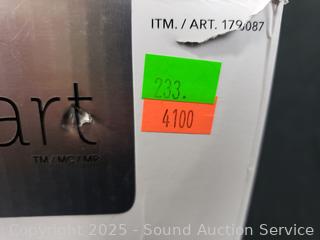 ITM. / ART. 179087
233.
4100
art
TM / MC / MR
Copyright 2025 - Sound Auction Service